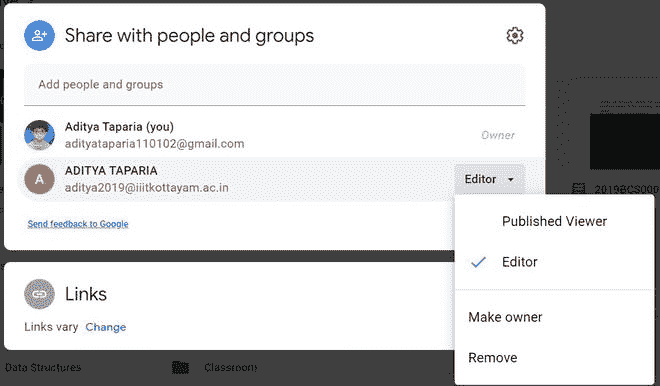 Share with people and groups
Add people and groups
Aditya Taparia (you)
adityataparia110102@gmail.com
Owner
ADITYA TAPARIA
aditya2019@iiitkottayam.ac.in
Editor
Send feedback to Google
Published Viewer
Editor
Make owner
Remove
Links
Links vary Change
A
2019BCS000
Data Structures
Classroom